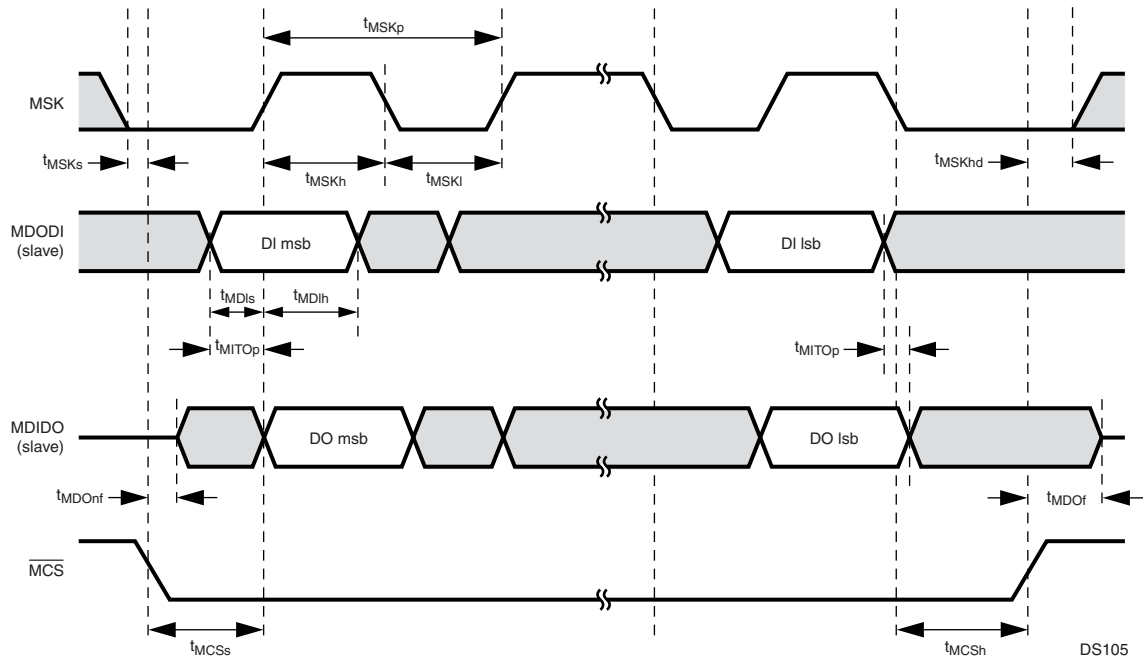 tMSKp
MSK
tMSKs
tMSKh
tMSKl
tMSKhd
MDODI
(slave)
DI msb
DI lsb
tMDIs
tMDIh
tMITOp
tMITOp
MDIDO
(slave)
DO msb
DO lsb
tMDOnf
tMDOf
MCS
tMCSs
tMCSh
DS105